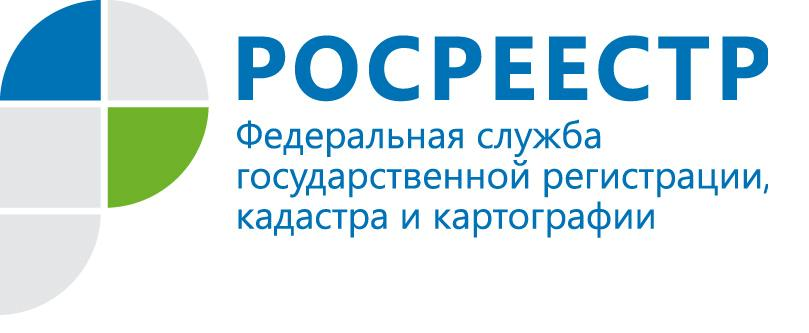 РОСРЕЕСТР
Федеральная служба
государственной регистрации,
кадастра и картографии